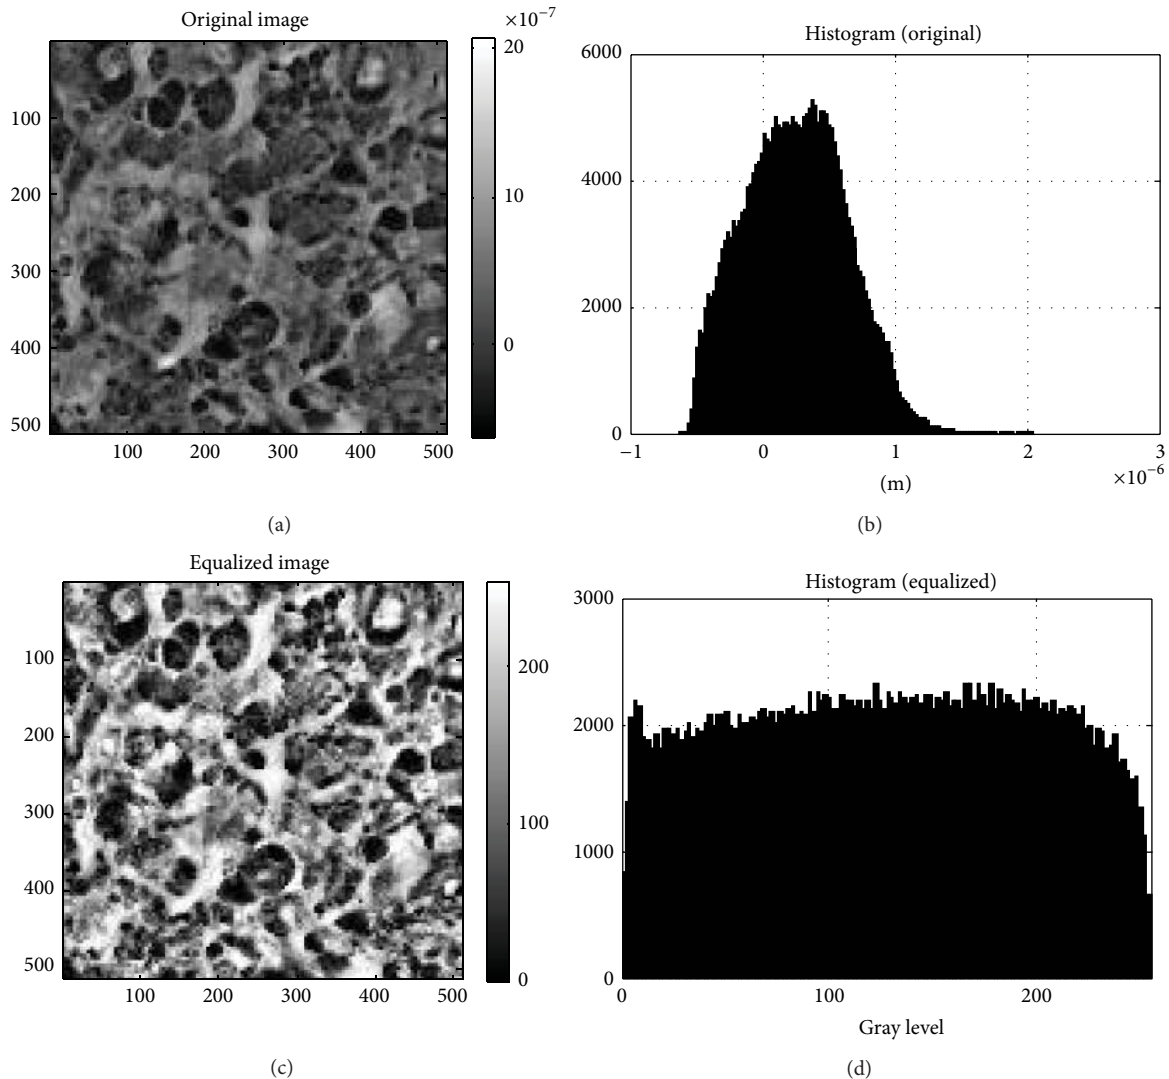 Original image
×10−7
20
10
0
100
200
300
400
500
100 200 300 400 500
(a)
Histogram (original)
6000
4000
2000
0
−1 0 1 2 3
×10−6
(m)
(b)
Equalized image
100
200
300
400
500
100 200 300 400 500
200
100
0
(c)
Histogram (equalized)
3000
2000
1000
0
0 100 200
Gray level
(d)